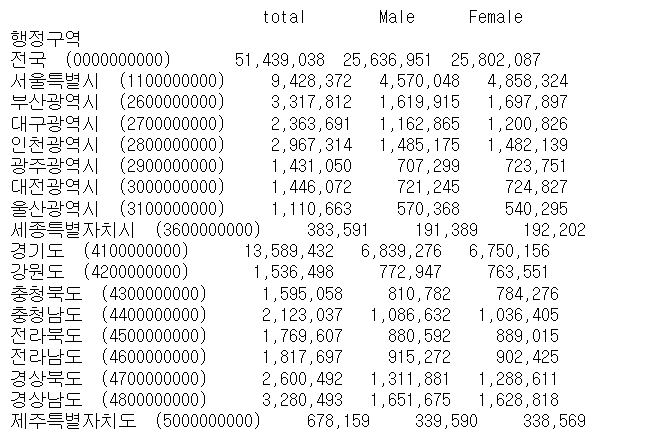 total Male Female
행정구역
전국 (0000000000) 51,439,038 25,636,951 25,802,087
서울특별시 (1100000000) 9,428,372 4,570,048 4,858,324
부산광역시 (2600000000) 3,317,812 1,619,915 1,697,897
대구광역시 (2700000000) 2,363,691 1,162,865 1,200,826
인천광역시 (2800000000) 2,967,314 1,485,175 1,482,139
광주광역시 (2900000000) 1,431,050 707,299 723,751
대전광역시 (3000000000) 1,446,072 721,245 724,827
울산광역시 (3100000000) 1,110,663 570,368 540,295
세종특별자치시 (3600000000) 383,591 191,389 192,202
경기도 (4100000000) 13,589,432 6,839,276 6,750,156
강원도 (4200000000) 1,536,498 772,947 763,551
충청북도 (4300000000) 1,595,058 810,782 784,276
충청남도 (4400000000) 2,123,037 1,086,632 1,036,405
전라북도 (4500000000) 1,769,607 880,592 889,015
전라남도 (4600000000) 1,817,697 915,272 902,425
경상북도 (4700000000) 2,600,492 1,311,881 1,288,611
경상남도 (4800000000) 3,280,493 1,651,675 1,628,818
제주특별자치도 (5000000000) 678,159 339,590 338,569